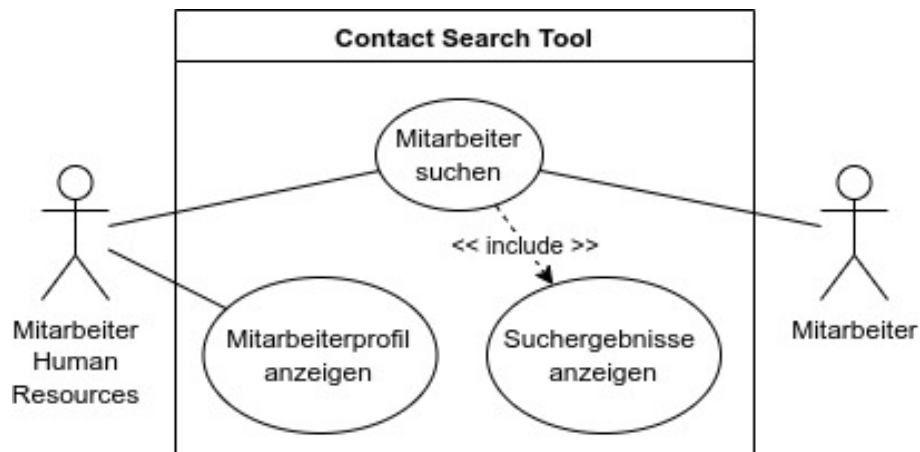 Contact Search Tool
Mitarbeiter
suchen
<< include >>
Mitarbeiterprofil
anzeigen
Suchergebnisse
anzeigen
Mitarbeiter
Human
Resources
Mitarbeiter